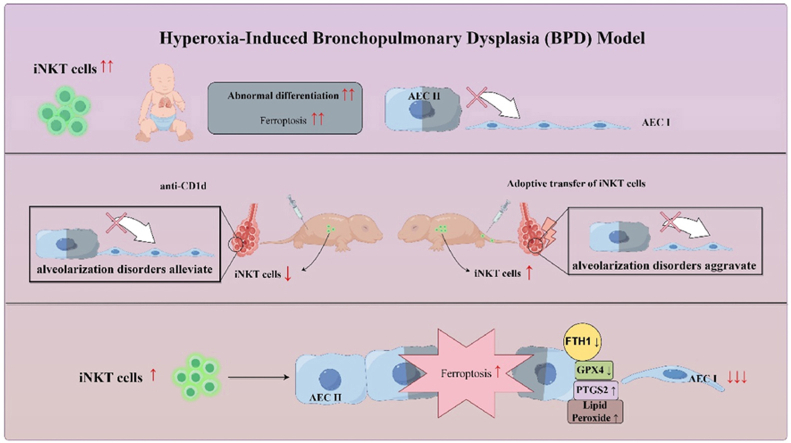 Hyperoxia-Induced Bronchopulmonary Dysplasia (BPD) Model
iNKT cells ↑↑
Abnormal differentiation ↑↑
Ferroptosis ↑↑
AEC II
AEC I
anti-CD1d
alveolarization disorders alleviate
iNKT cells ↓
Adoptive transfer of iNKT cells
iNKT cells ↑
alveolarization disorders aggravate
iNKT cells ↑
AEC II
Ferroptosis ↑
FTH1 ↓
GPX4 ↓
PTGS2 ↑
Lipid
Peroxide ↑
AEC I ↓↓↓